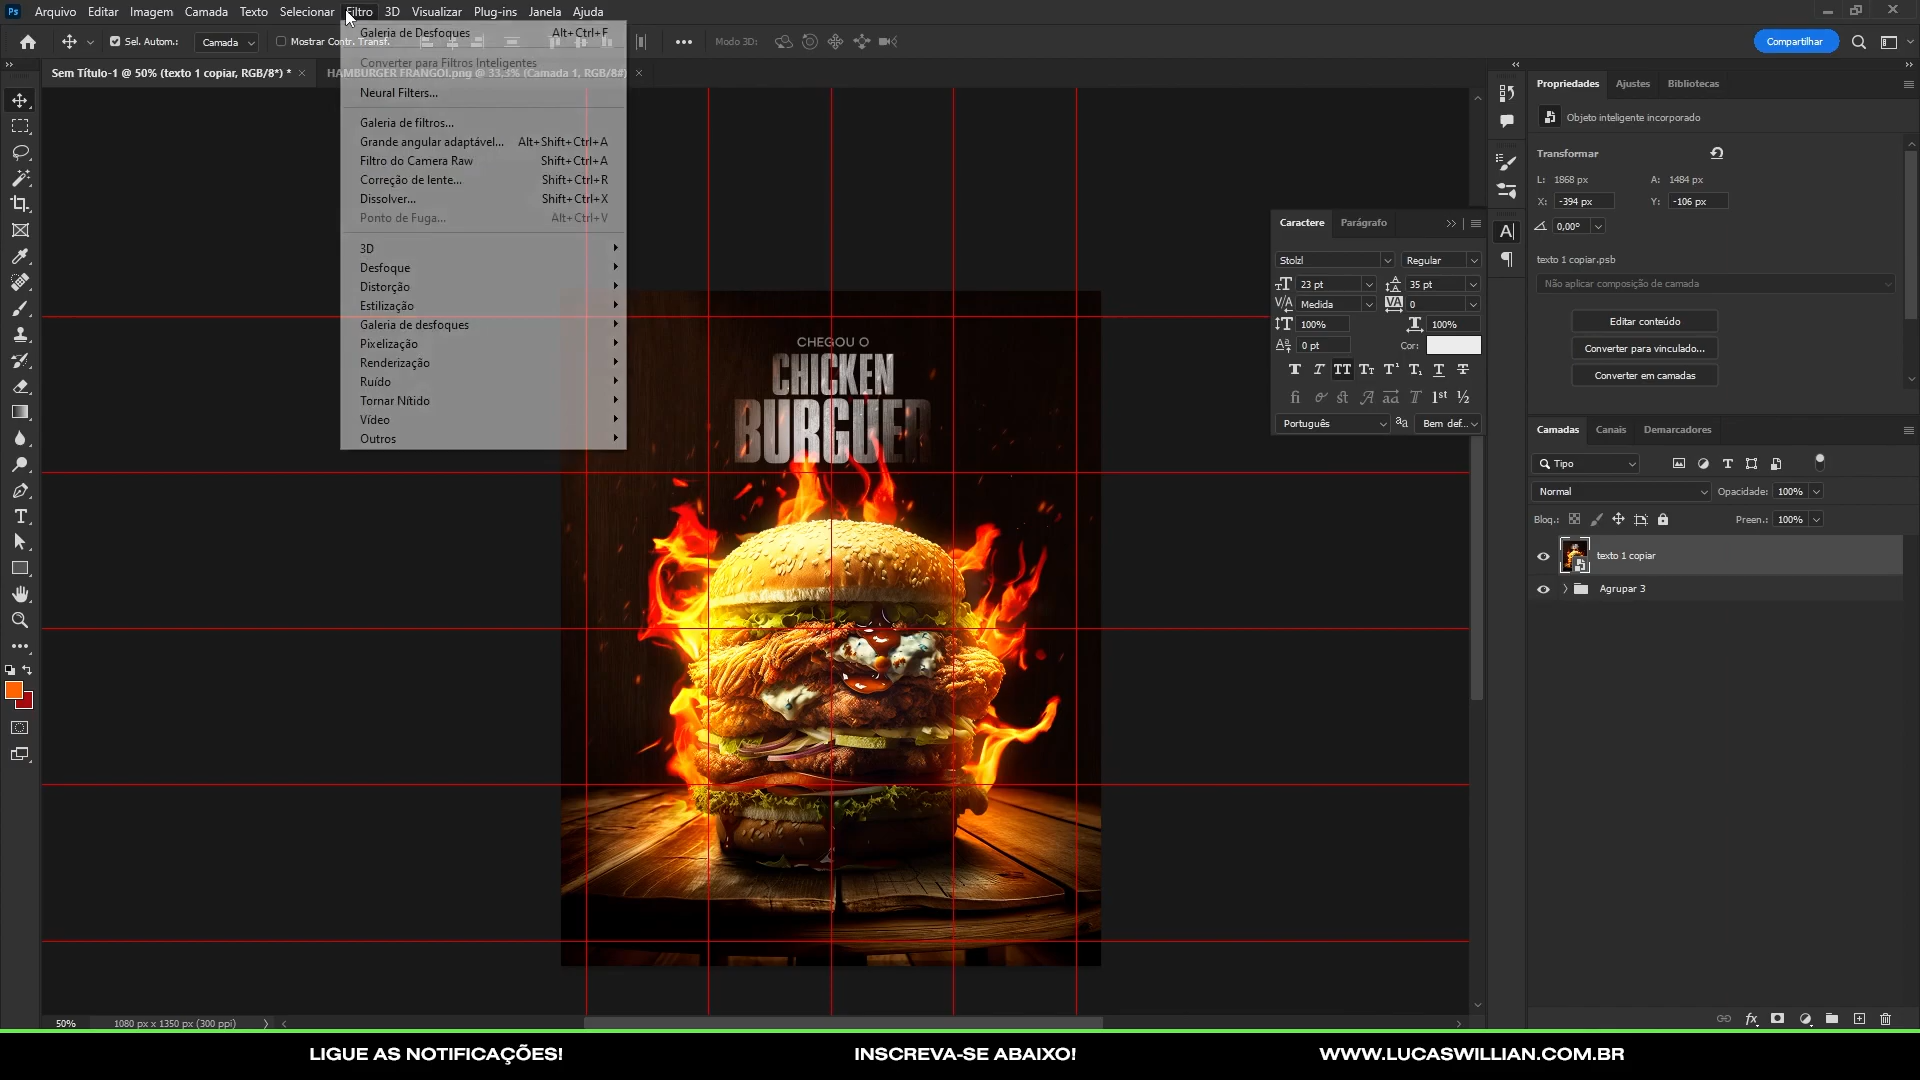 Ps Arquivo Editar Imagem Camada Texto Selecionar Filtro 3D Visualizar Plug-ins Janela Ajuda
Sel. Autom.: Camada Mostrar Contr. Transf. Modo 3D: Compartilhar
Sem Título-1 @ 50% (texto 1 copiar, RGB/8*) * × HAMBURGER FRANGOI.png @ 33,3% (Camada 1, RGB/8#) ×
Galeria de Desfoques Alt+Ctrl+F
Converter para Filtros Inteligentes
Neural Filters...
Galeria de filtros...
Grande angular adaptável... Alt+Shift+Ctrl+A
Filtro do Camera Raw Shift+Ctrl+A
Correção de lente... Shift+Ctrl+R
Dissolver... Shift+Ctrl+X
Ponto de Fuga... Alt+Ctrl+V
3D
Desfoque
Distorção
Estilização
Galeria de desfoques
Pixelização
Renderização
Ruído
Tornar Nítido
Vídeo
Outros
CHEGOU O
CHICKEN
BURGUER
Caractere Parágrafo
Stolzl Regular
23 pt 35 pt
Medida 0
100% 100%
0 pt Cor:
Português aa Bem def...
Propriedades Ajustes Bibliotecas
Objeto inteligente incorporado
Transformar
L: 1868 px A: 1484 px
X: -394 px Y: -106 px
0,00°
texto 1 copiar.psb
Não aplicar composição de camada
Editar conteúdo
Converter para vinculado...
Converter em camadas
Camadas Canais Demarcadores
Tipo
Normal Opacidade: 100%
Bloq.: Preen.: 100%
texto 1 copiar
Agrupar 3
fx
50% 1080 px x 1350 px (300 ppi)
LIGUE AS NOTIFICAÇÕES! INSCREVA-SE ABAIXO! WWW.LUCASWILLIAN.COM.BR